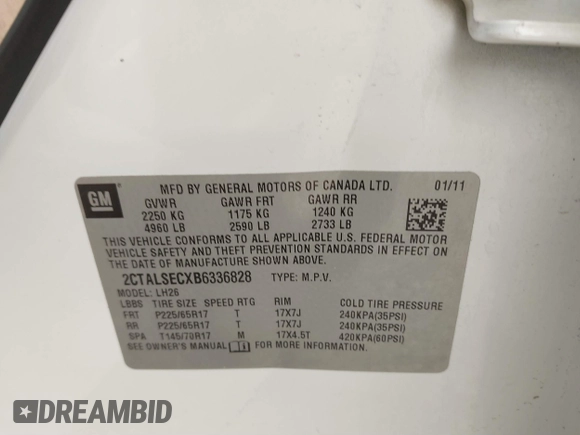 GM
MFD BY GENERAL MOTORS OF CANADA LTD. 01/11
GVWR GAWR FRT GAWR RR
2250 KG 1175 KG 1240 KG
4960 LB 2590 LB 2733 LB
THIS VEHICLE CONFORMS TO ALL APPLICABLE U.S. FEDERAL MOTOR
VEHICLE SAFETY AND THEFT PREVENTION STANDARDS IN EFFECT ON
THE DATE OF MANUFACTURE SHOWN ABOVE.
2CTALSECXB6336828 TYPE: M.P.V.
MODEL: LH26
LBBS TIRE SIZE SPEED RTG RIM COLD TIRE PRESSURE
FRT P225/65R17 T 17X7J 240KPA(35PSI)
RR P225/65R17 T 17X7J 240KPA(35PSI)
SPA T145/70R17 M 17X4.5T 420KPA(60PSI)
SEE OWNER'S MANUAL FOR MORE INFORMATION
DREAMBID